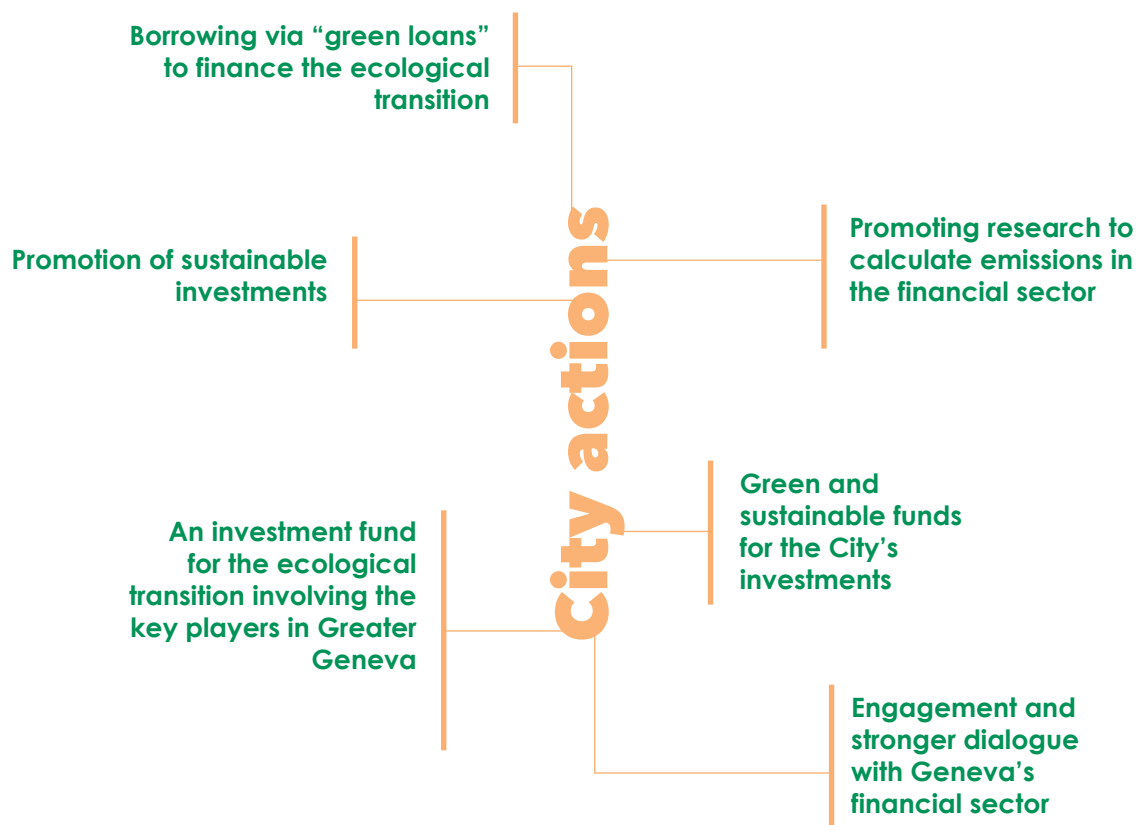 Borrowing via “green loans”
to finance the ecological
transition
Promotion of sustainable
investments
An investment fund
for the ecological
transition involving the
key players in Greater
Geneva
City actions
Promoting research to
calculate emissions in
the financial sector
Green and
sustainable funds
for the City’s
investments
Engagement and
stronger dialogue
with Geneva’s
financial sector